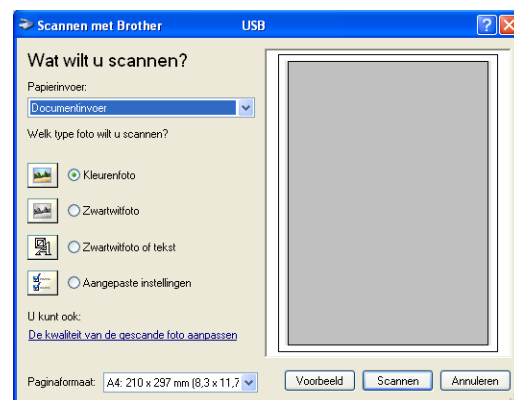 Scannen met Brother USB
Wat wilt u scannen?
Papierinvoer:
Documentinvoer
Welk type foto wilt u scannen?
Kleurenfoto
Zwartwitfoto
Zwartwitfoto of tekst
Aangepaste instellingen
U kunt ook:
De kwaliteit van de gescande foto aanpassen
Paginaformaat: A4: 210 x 297 mm (8,3 x 11,7
Voorbeeld Scannen Annuleren